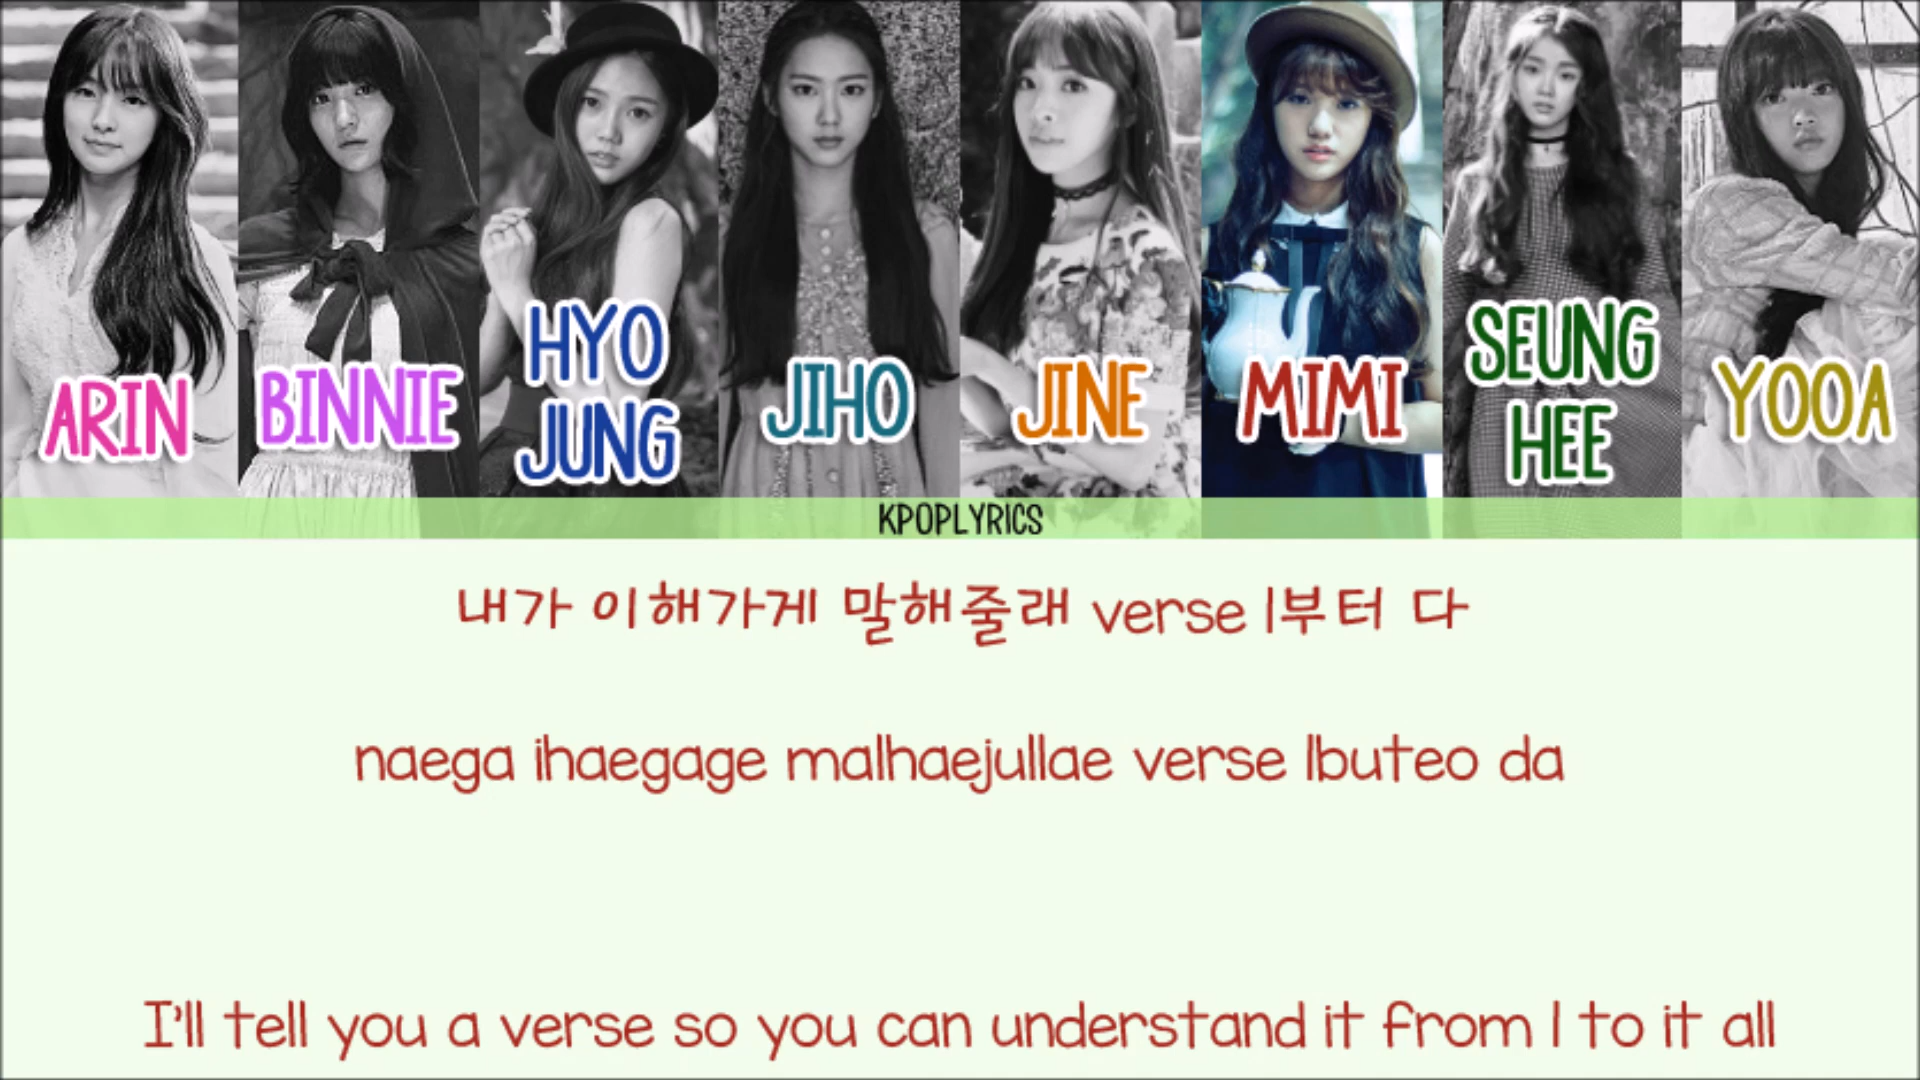 ARIN
BINNIE
HYO
JUNG
JIHO
JINE
MIMI
SEUNG
HEE
YOOA
KPOPLYRICS
내가 이해가게 말해줄래 verse 1부터 다
naega ihaegage malhaejullae verse 1buteo da
I'll tell you a verse so you can understand it from 1 to it all